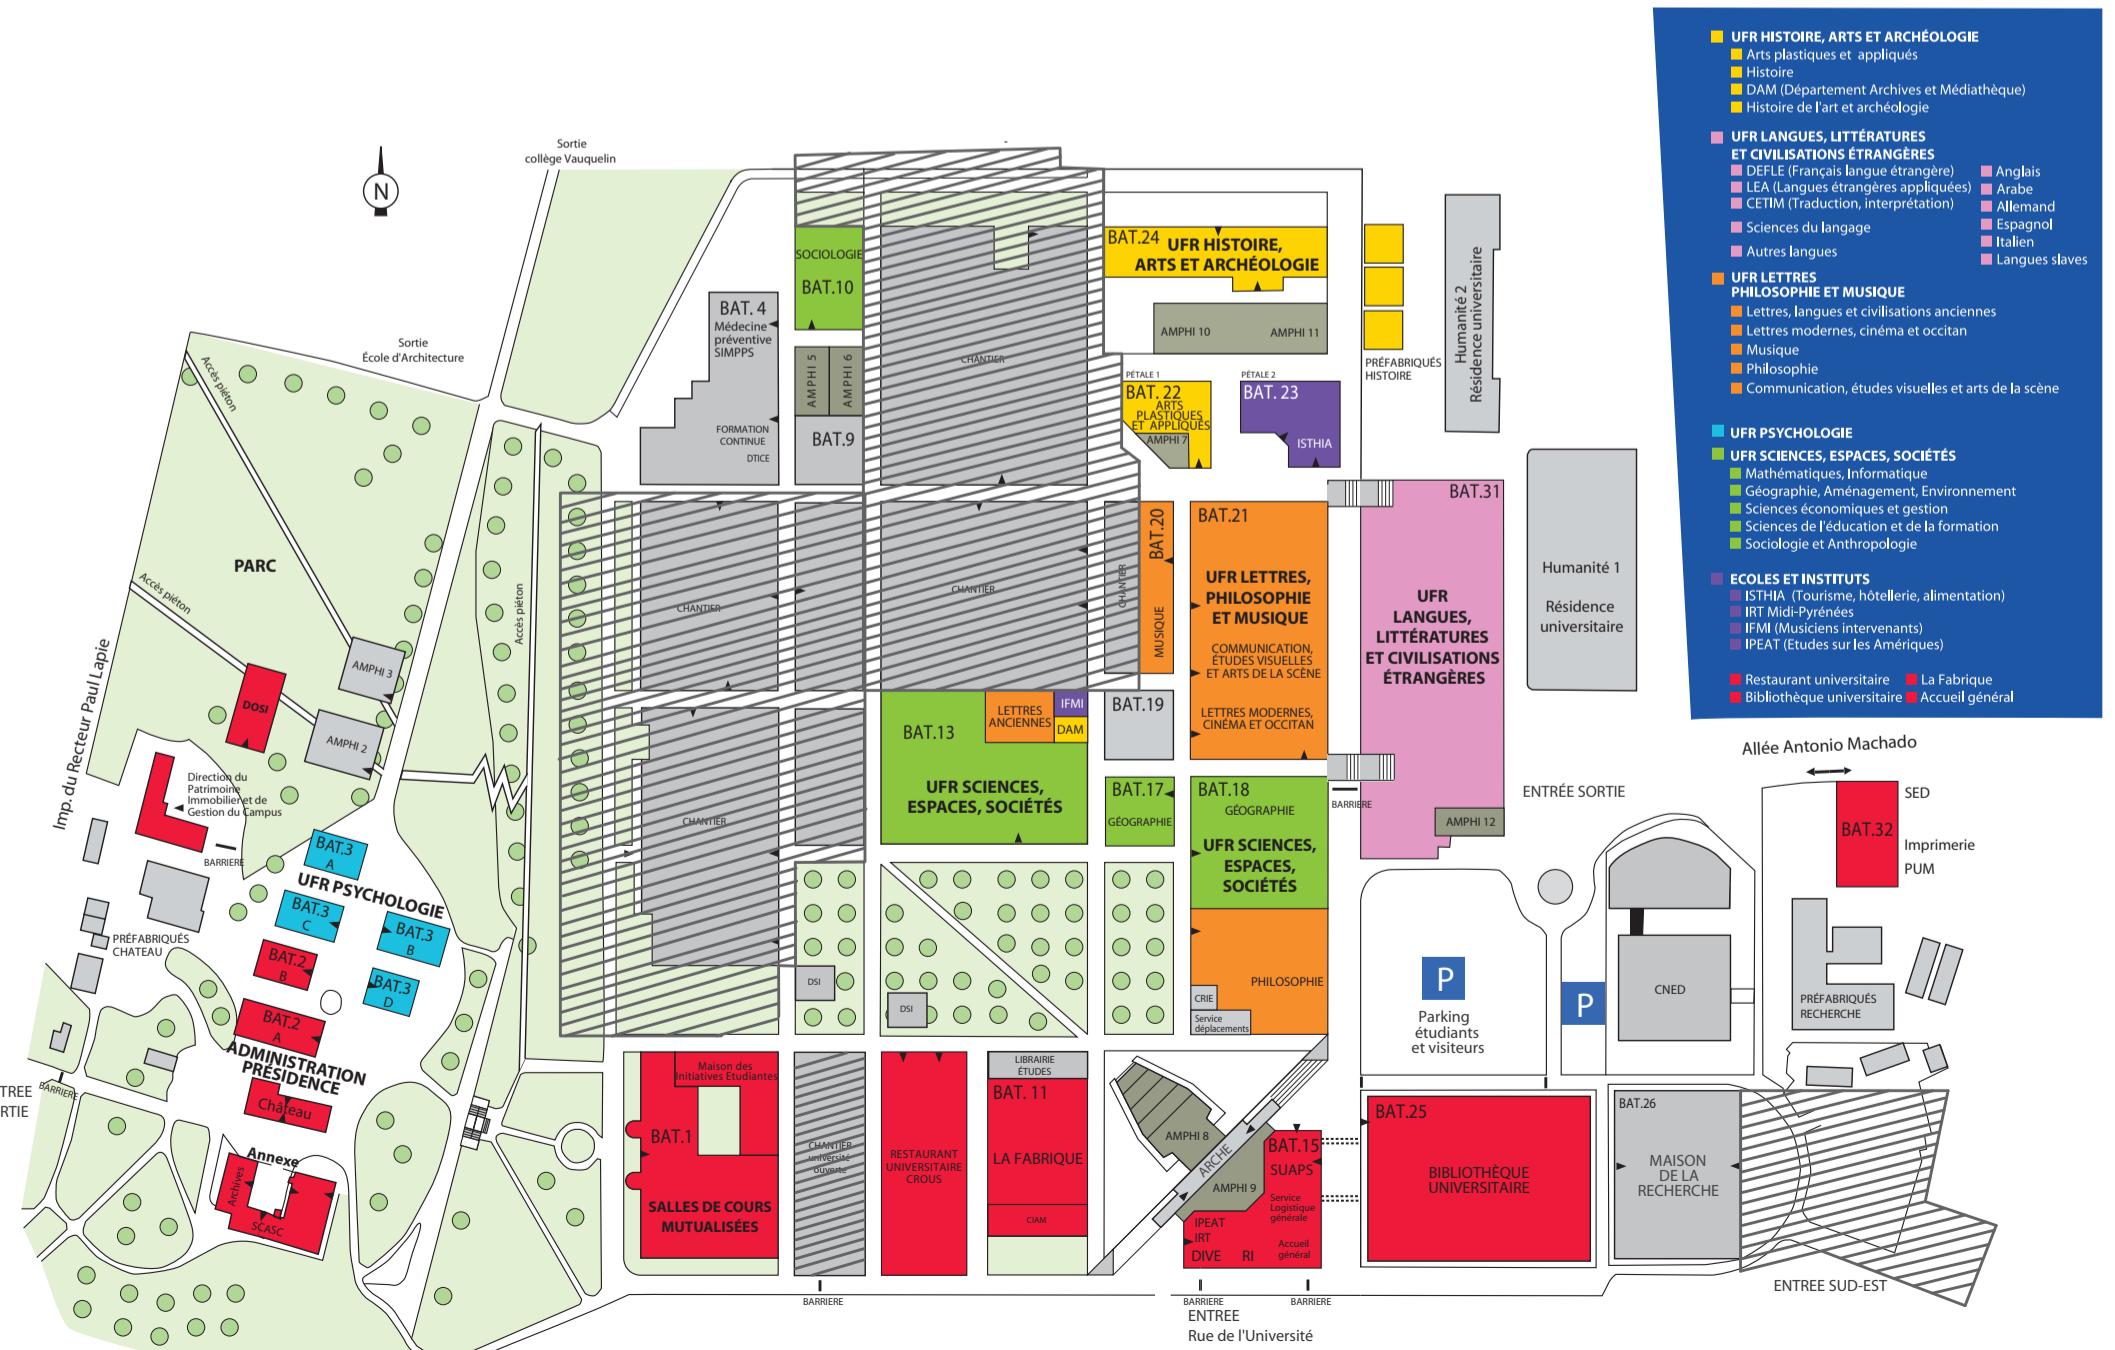 UFR HISTOIRE, ARTS ET ARCHÉOLOGIE
Arts plastiques et appliqués
Histoire
DAM (Département Archives et Médiathèque)
Histoire de l'art et archéologie
UFR LANGUES, LITTÉRATURES
ET CIVILISATIONS ÉTRANGÈRES
DEFLE (Français langue étrangère)
LEA (Langues étrangères appliquées)
CETIM (Traduction, interprétation)
Sciences du langage
Autres langues
Anglais
Arabe
Allemand
Espagnol
Italien
Langues slaves
UFR LETTRES
PHILOSOPHIE ET MUSIQUE
Lettres, langues et civilisations anciennes
Lettres modernes, cinéma et occitan
Musique
Philosophie
Communication, études visuelles et arts de la scène
UFR PSYCHOLOGIE
UFR SCIENCES, ESPACES, SOCIÉTÉS
Mathématiques, Informatique
Géographie, Aménagement, Environnement
Sciences économiques et gestion
Sciences de l'éducation et de la formation
Sociologie et Anthropologie
ECOLES ET INSTITUTS
ISTHIA (Tourisme, hôtellerie, alimentation)
IRT Midi-Pyrénées
IFMI (Musiciens intervenants)
IPEAT (Etudes sur les Amériques)
Restaurant universitaire
La Fabrique
Bibliothèque universitaire
Accueil général
Sortie
collège Vauquelin
N
Sortie
École d'Architecture
Accès piéton
PARC
Accès piéton
Accès piéton
Imp. du Recteur Paul Lapie
AMPHI 3
DOSI
AMPHI 2
Direction du
Patrimoine
Immobilier et de
Gestion du Campus
BARRIERE
BAT.3
A
UFR PSYCHOLOGIE
BAT.3
C
BAT.3
B
BAT.2
B
BAT.3
D
BAT.2
A
PRÉFABRIQUÉS
CHATEAU
ADMINISTRATION
PRÉSIDENCE
Château
TREE
RTIE
BARRIERE
Annexe
Archives
SCASC
BAT. 4
Médecine
préventive
SIMPPS
FORMATION
CONTINUE
DTICE
SOCIOLOGIE
BAT.10
AMPHI 5
AMPHI 6
BAT.9
CHANTIER
CHANTIER
CHANTIER
CHANTIER
CHANTIER
BAT.24
UFR HISTOIRE,
ARTS ET ARCHÉOLOGIE
AMPHI 10
AMPHI 11
PRÉFABRIQUÉS
HISTOIRE
Humanité 2
Résidence universitaire
PÉTALE 1
BAT. 22
ARTS
PLASTIQUES
ET APPLIQUÉS
AMPHI 7
PÉTALE 2
BAT. 23
ISTHIA
BAT.20
MUSIQUE
BAT.21
UFR LETTRES,
PHILOSOPHIE
ET MUSIQUE
COMMUNICATION,
ÉTUDES VISUELLES
ET ARTS DE LA SCÈNE
LETTRES MODERNES,
CINÉMA ET OCCITAN
BAT.31
UFR
LANGUES,
LITTÉRATURES
ET CIVILISATIONS
ÉTRANGÈRES
AMPHI 12
BARRIERE
Humanité 1
Résidence
universitaire
BAT.13
LETTRES
ANCIENNES
IFMI
DAM
UFR SCIENCES,
ESPACES, SOCIÉTÉS
BAT.19
BAT.17
GÉOGRAPHIE
BAT.18
GÉOGRAPHIE
UFR SCIENCES,
ESPACES,
SOCIÉTÉS
PHILOSOPHIE
CRIE
Service
déplacements
DSI
DSI
ENTRÉE SORTIE
Allée Antonio Machado
SED
BAT.32
Imprimerie
PUM
P
Parking
étudiants
et visiteurs
P
CNED
PRÉFABRIQUÉS
RECHERCHE
Maison des
Initiatives Etudiantes
BAT.1
SALLES DE COURS
MUTUALISÉES
CHANTIER
université
ouverte
RESTAURANT
UNIVERSITAIRE
CROUS
LIBRAIRIE
ÉTUDES
BAT. 11
LA FABRIQUE
CIAM
AMPHI 8
ARCHE
AMPHI 9
BAT.15
SUAPS
Service
Logistique
générale
IPEAT
IRT
DIVE
RI
Accueil
général
BAT.25
BIBLIOTHÈQUE
UNIVERSITAIRE
BAT.26
MAISON
DE LA
RECHERCHE
ENTREE SUD-EST
BARRIERE
BARRIERE
BARRIERE
ENTREE
Rue de l'Université